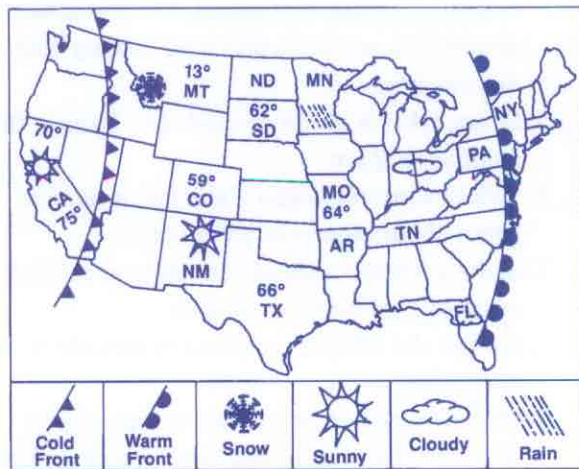 13°
MT
ND
MN
62°
SD
NY
70°
PA
59°
CO
MO
64°
CA
75°
TN
AR
NM
66°
TX
FL
Cold
Front
Warm
Front
Snow
Sunny
Cloudy
Rain